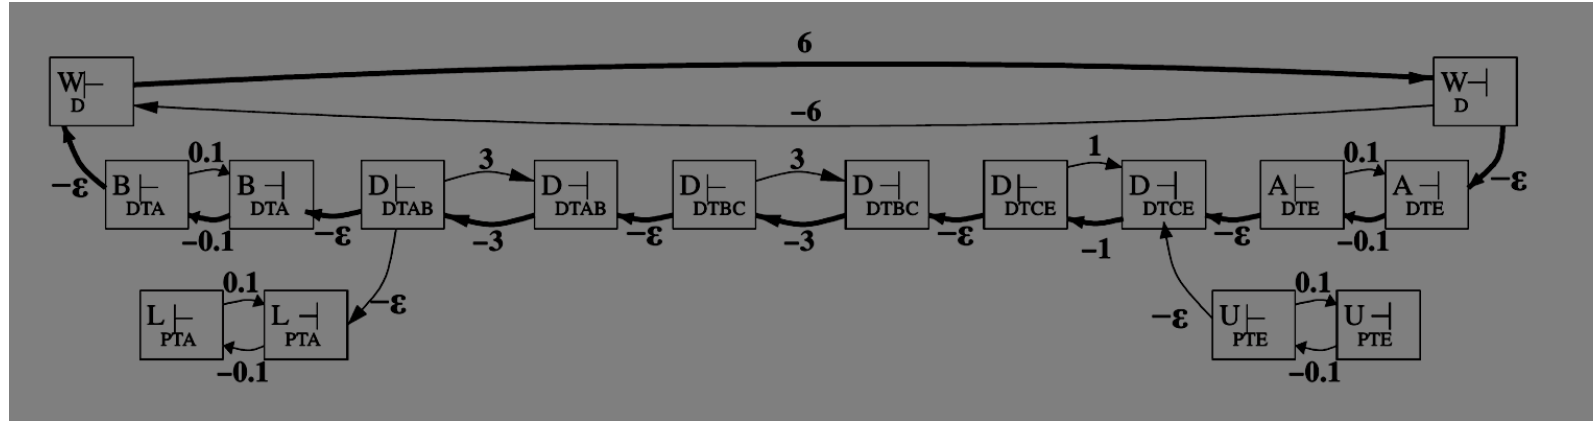 6
W⊢ W⊣
D D
−6
0.1 3 3 1 0.1
B⊢ B⊣ D⊢ D⊣ D⊢ D⊣ D⊢ D⊣ A⊢ A⊣
−ε DTA DTA DTAB DTAB DTBC DTBC DTCE DTCE DTE DTE −ε
−0.1 −ε −3 −ε −3 −ε −1 −ε −0.1
0.1 0.1
L⊢ L⊣ −ε −ε U⊢ U⊣
PTA PTA PTE PTE
−0.1 −0.1